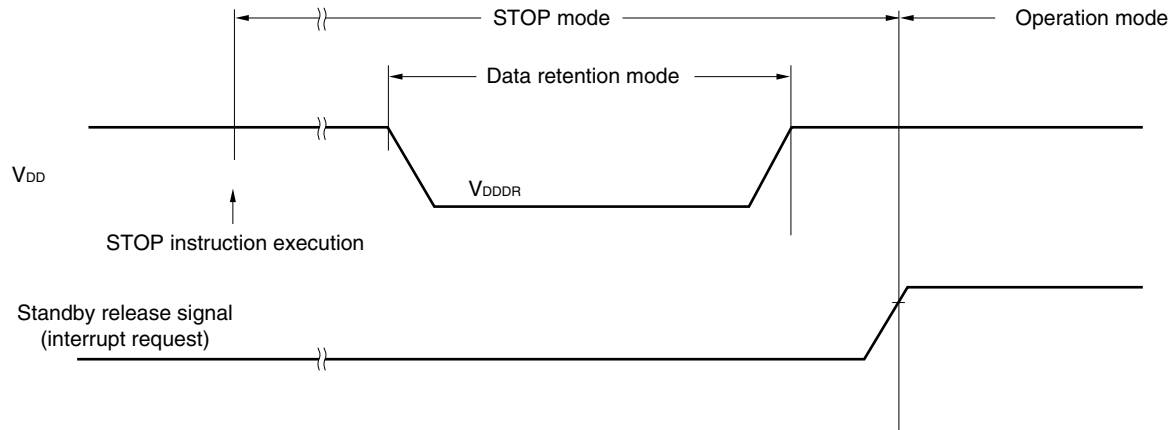 STOP mode
Operation mode
Data retention mode
VDD
VDDDR
STOP instruction execution
Standby release signal
(interrupt request)